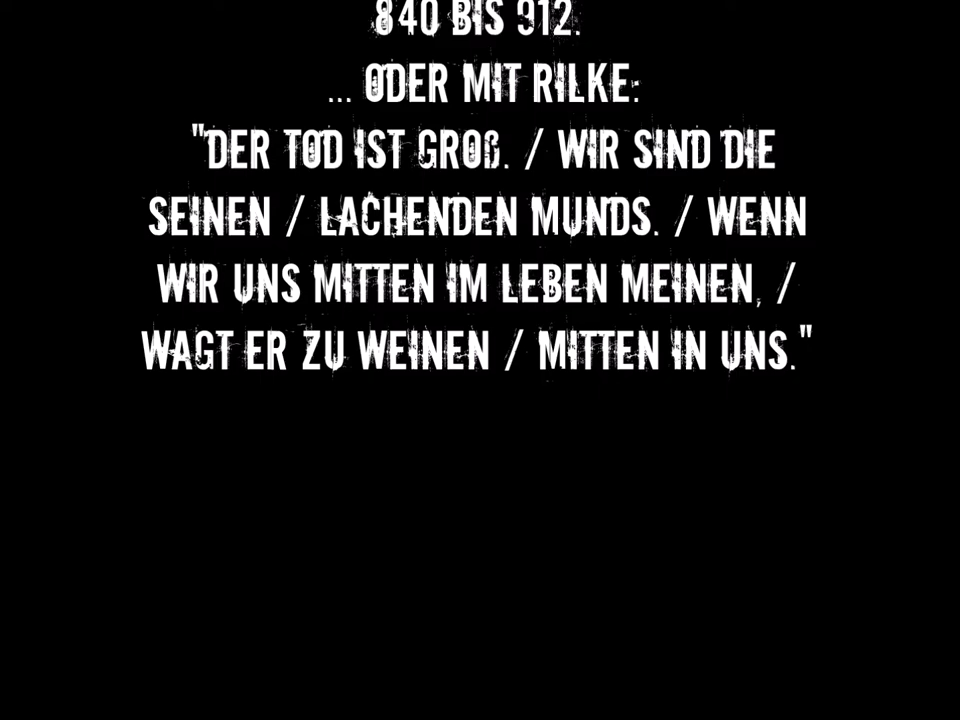 840 BIS 912.
... ODER MIT RILKE:
"DER TOD IST GROß. / WIR SIND DIE
SEINEN / LACHENDEN MUNDS. / WENN
WIR UNS MITTEN IM LEBEN MEINEN, /
WAGT ER ZU WEINEN / MITTEN IN UNS."